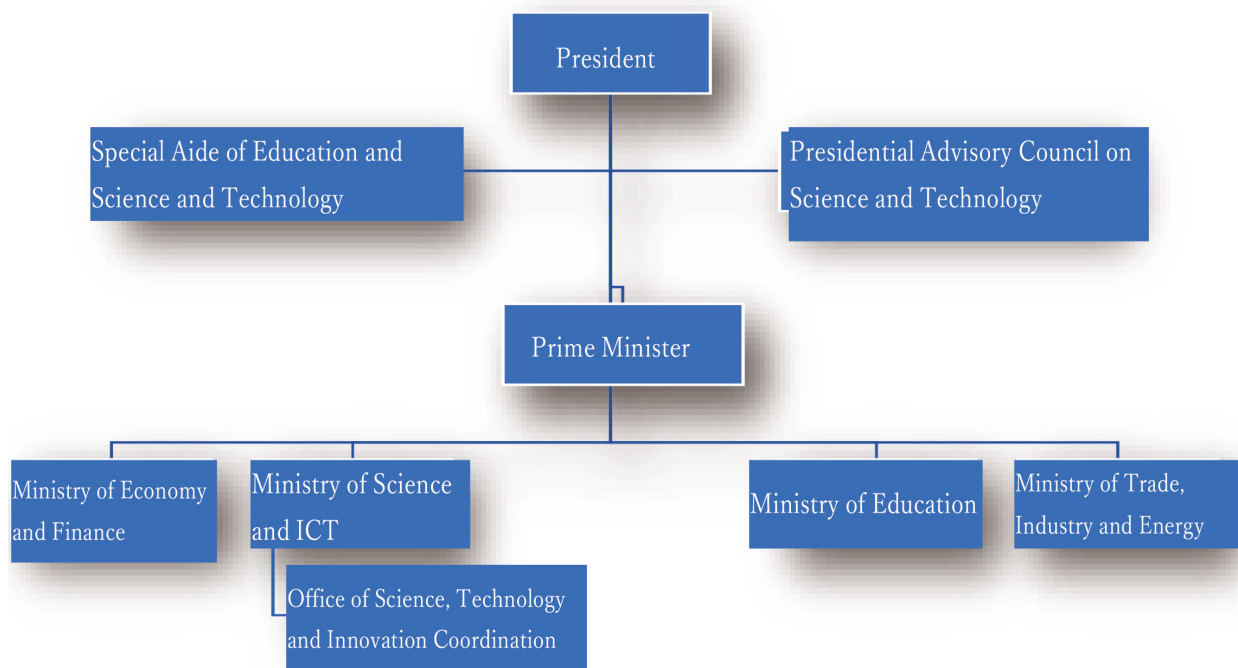 President
Special Aide of Education and
Science and Technology
Presidential Advisory Council on
Science and Technology
Prime Minister
Ministry of Economy
and Finance
Ministry of Science
and ICT
Ministry of Education
Ministry of Trade,
Industry and Energy
Office of Science, Technology
and Innovation Coordination